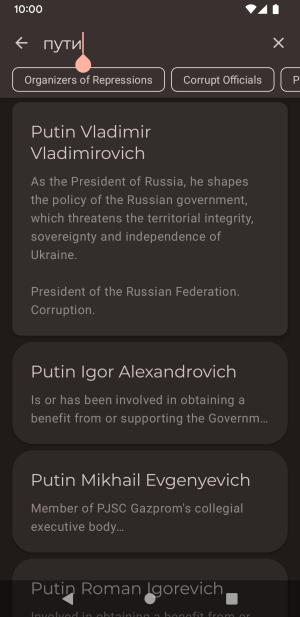 10:00
пути
Organizers of Repressions
Corrupt Officials
P
Putin Vladimir
Vladimirovich
As the President of Russia, he shapes
the policy of the Russian government,
which threatens the territorial integrity,
sovereignty and independence of
Ukraine.
President of the Russian Federation.
Corruption.
Putin Igor Alexandrovich
Is or has been involved in obtaining a
benefit from or supporting the Governm…
Putin Mikhail Evgenyevich
Member of PJSC Gazprom's collegial
executive body…
Putin Roman Igorevich
Involved in obtaining a benefit from or